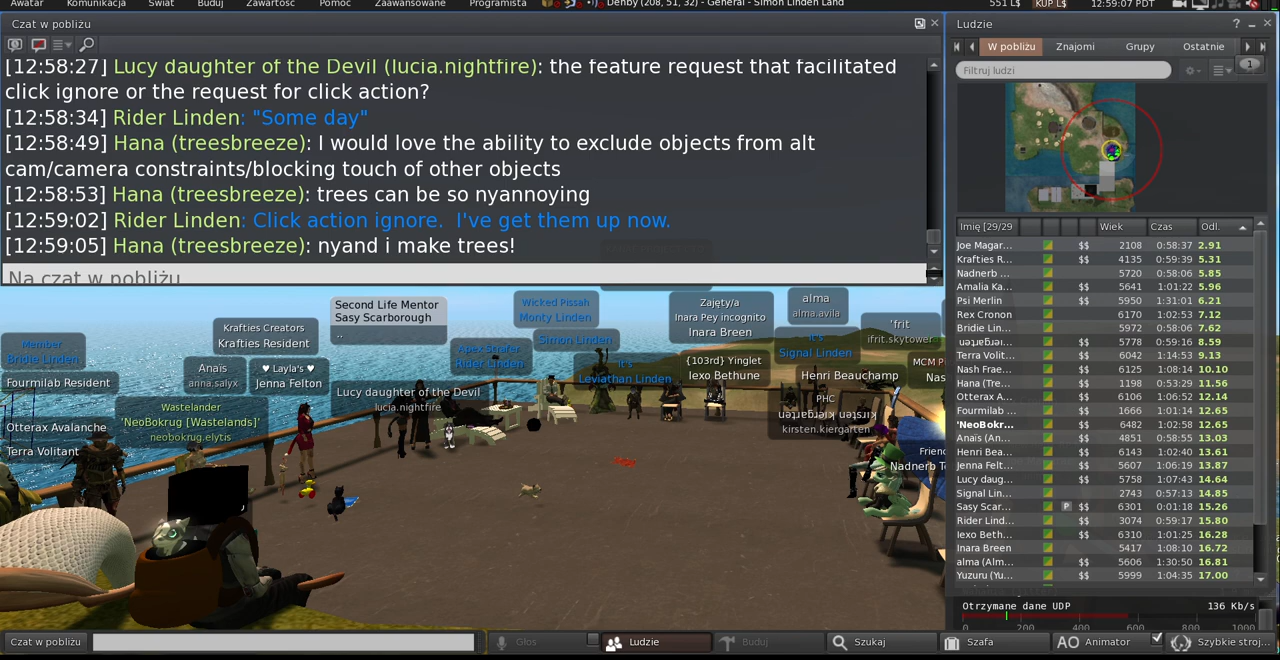 Awatar Komunikacja Świat Buduj Zawartość Pomoc Zaawansowane Programista Denby (208, 51, 32) - General - Simon Linden Land 551 L$ KUP L$ 12:59:07 PDT
Czat w pobliżu
[12:58:27] Lucy daughter of the Devil (lucia.nightfire): the feature request that facilitated
click ignore or the request for click action?
[12:58:34] Rider Linden: "Some day"
[12:58:49] Hana (treesbreeze): I would love the ability to exclude objects from alt
cam/camera constraints/blocking touch of other objects
[12:58:53] Hana (treesbreeze): trees can be so nyannoying
[12:59:02] Rider Linden: Click action ignore. I've get them up now.
[12:59:05] Hana (treesbreeze): nyand i make trees!
Na czat w pobliżu
Ludzie
W pobliżu Znajomi Grupy Ostatnie
Filtruj ludzi
1
Imię [29/29 Wiek Czas Odl.
Joe Magar... $$ 2108 0:58:37 2.91
Krafties R... $$ 4135 0:59:39 5.31
Nadnerb ... 5720 0:58:06 5.85
Amalia Ka... $$ 5641 1:01:22 5.96
Psi Merlin $$ 5950 1:31:01 6.21
Rex Cronon 6170 1:02:53 7.12
Bridie Lin... 5972 0:58:06 7.62
$$ 5778 0:59:16 8.59
Terra Volit... $$ 6042 1:14:53 9.13
Nash Frae... $$ 6125 1:08:14 10.10
Hana (Tre... $$ 1198 0:53:29 11.56
Otterax A... $$ 6106 1:06:52 12.14
Fourmilab ... $$ 1666 1:01:14 12.65
'NeoBokr... $$ 6482 1:02:58 12.65
Anaïs (An... $$ 4851 0:58:55 13.03
Henri Bea... $$ 6143 1:02:40 13.61
Jenna Felt... $$ 5607 1:06:19 13.87
Lucy daug... $$ 5758 1:07:43 14.64
Signal Lin... 2743 0:57:13 14.85
Sasy Scar... P $$ 6301 0:01:18 15.26
Rider Lind... $$ 3074 0:59:17 15.80
Iexo Beth... $$ 6310 1:01:25 16.28
Inara Breen 5417 1:08:10 16.72
alma (Alm... $$ 5606 1:30:50 16.81
Yuzuru (Yu... $$ 5999 1:04:35 17.00
Otrzymane dane UDP 136 Kb/s
0 200 400 600 800 1000
Member
Bridie Linden
Krafties Creators
Krafties Resident
Second Life Mentor
Sasy Scarborough
..
Wicked Pissah
Monty Linden
Simon Linden
Zajęty/a
Inara Pey incognito
Inara Breen
alma
alma.avila
'frit
ifrit.skytower
Fourmilab Resident
Anaïs
anna.salyx
♥ Layla's ♥
Jenna Felton
Apex Strafer
Rider Linden
It's
Leviathan Linden
{103rd} Yinglet
Iexo Bethune
It's
Signal Linden
Henri Beauchamp
MCM P
Nas
Lucy daughter of the Devil
lucia.nightfire
Wastelander
'NeoBokrug [Wastelands]'
neobokrug.elytis
PHC
kirsten.kiergarten
Otterax Avalanche
Terra Volitant
Friend
Nadnerb T
Czat w pobliżu Głos Ludzie Buduj Szukaj Szafa AO Animator Szybkie stroj...